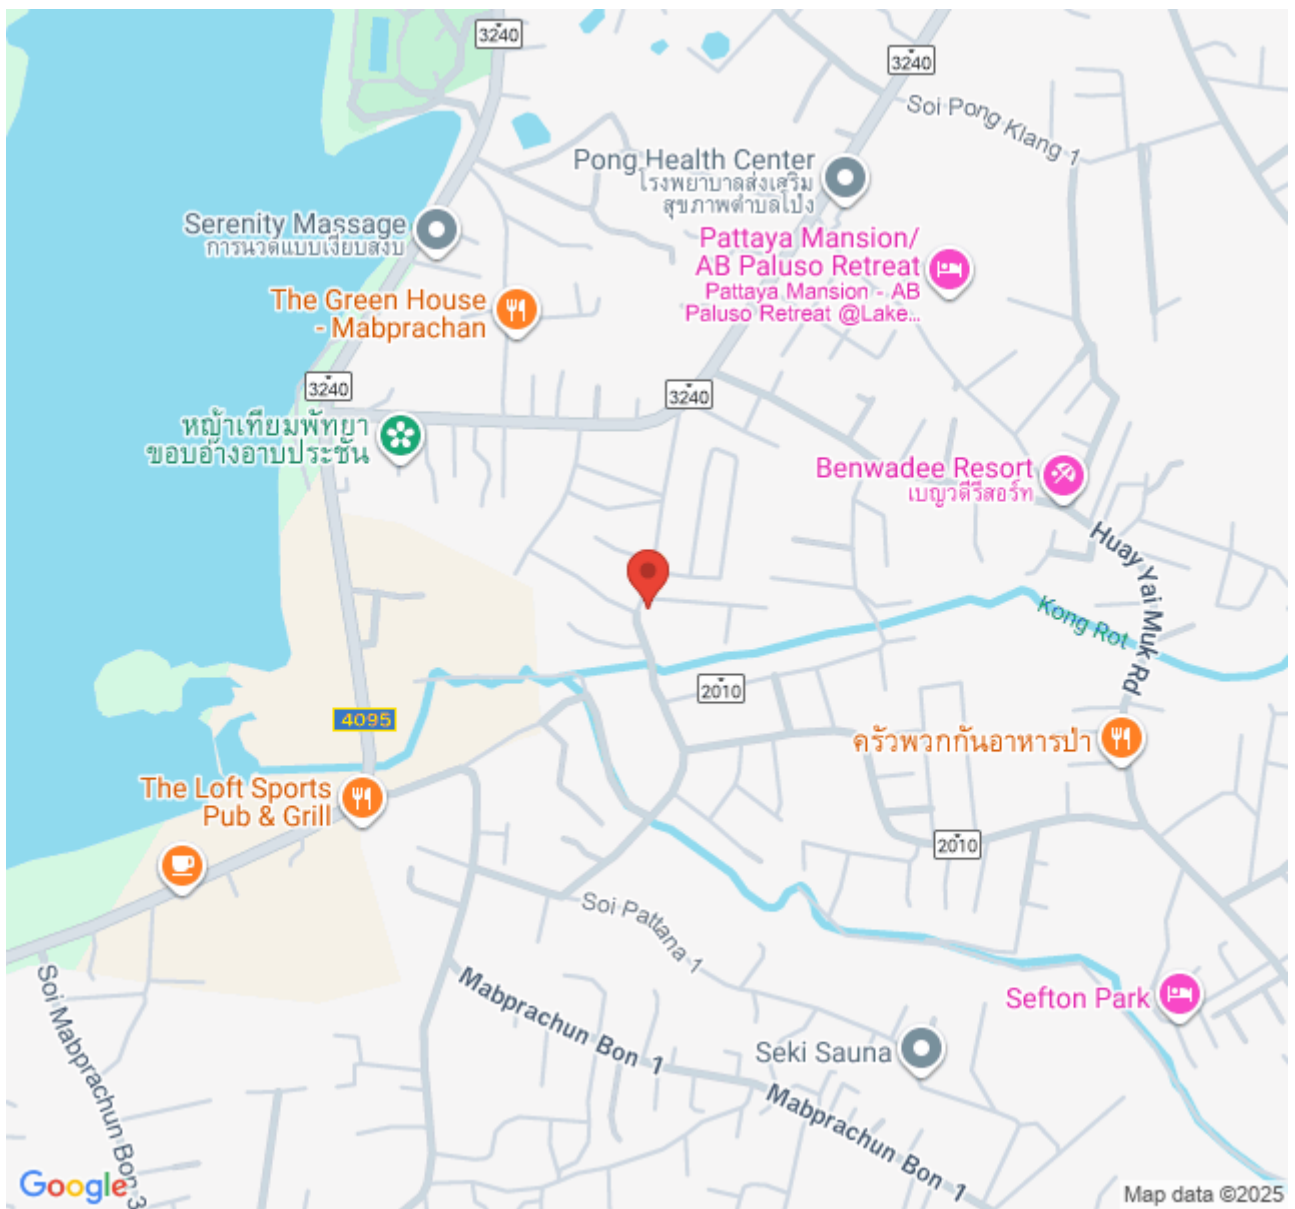 3240
3240
Soi Pong Klang 1
Pong Health Center
โรงพยาบาลส่งเสริม
สุขภาพตำบลโป่ง
Serenity Massage
การนวดแบบเงียบสงบ
Pattaya Mansion/
AB Paluso Retreat
Pattaya Mansion - AB
Paluso Retreat @Lake...
The Green House
- Mabprachan
3240
3240
หญ้าเทียมพัทยา
ขอบอ่างอาบประชัน
Benwadee Resort
เบญวดีรีสอร์ท
Huay Yai Muk Rd
Kong Rot
2010
4095
ครัวพวกกันอาหารป่า
The Loft Sports
Pub & Grill
2010
Soi Pattana 1
Soi Mabprachun Bon 3
Mabprachun Bon 1
Sefton Park
Seki Sauna
Mabprachun Bon 1
Google
Map data ©2025